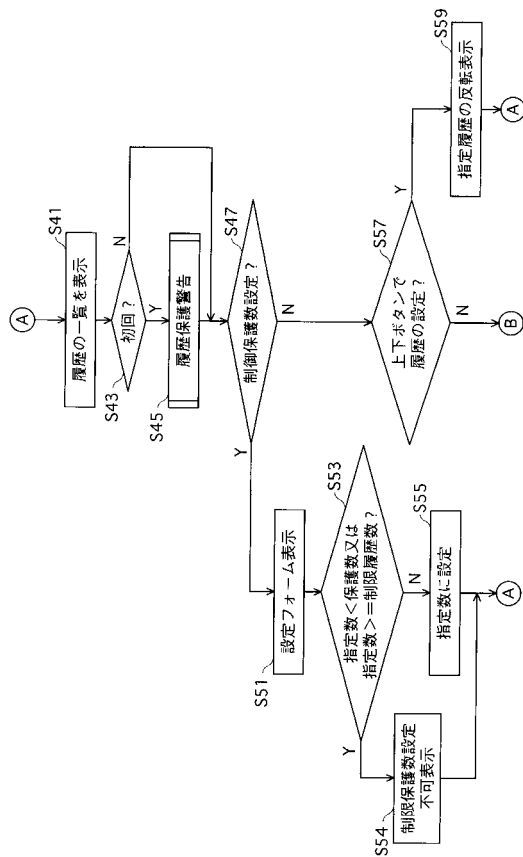 A
S41
履歴の一覧を表示
S43
初回？
N
Y
S45
履歴保護警告
S47
制御保護数設定？
Y
N
S51
設定フォーム表示
S53
指定数＜保護数又は
指定数＞＝制限履歴数？
Y
N
S54
制限保護数設定
不可表示
S55
指定数に設定
A
S57
上下ボタンで
履歴の設定？
Y
N
S59
指定履歴の反転表示
A
B